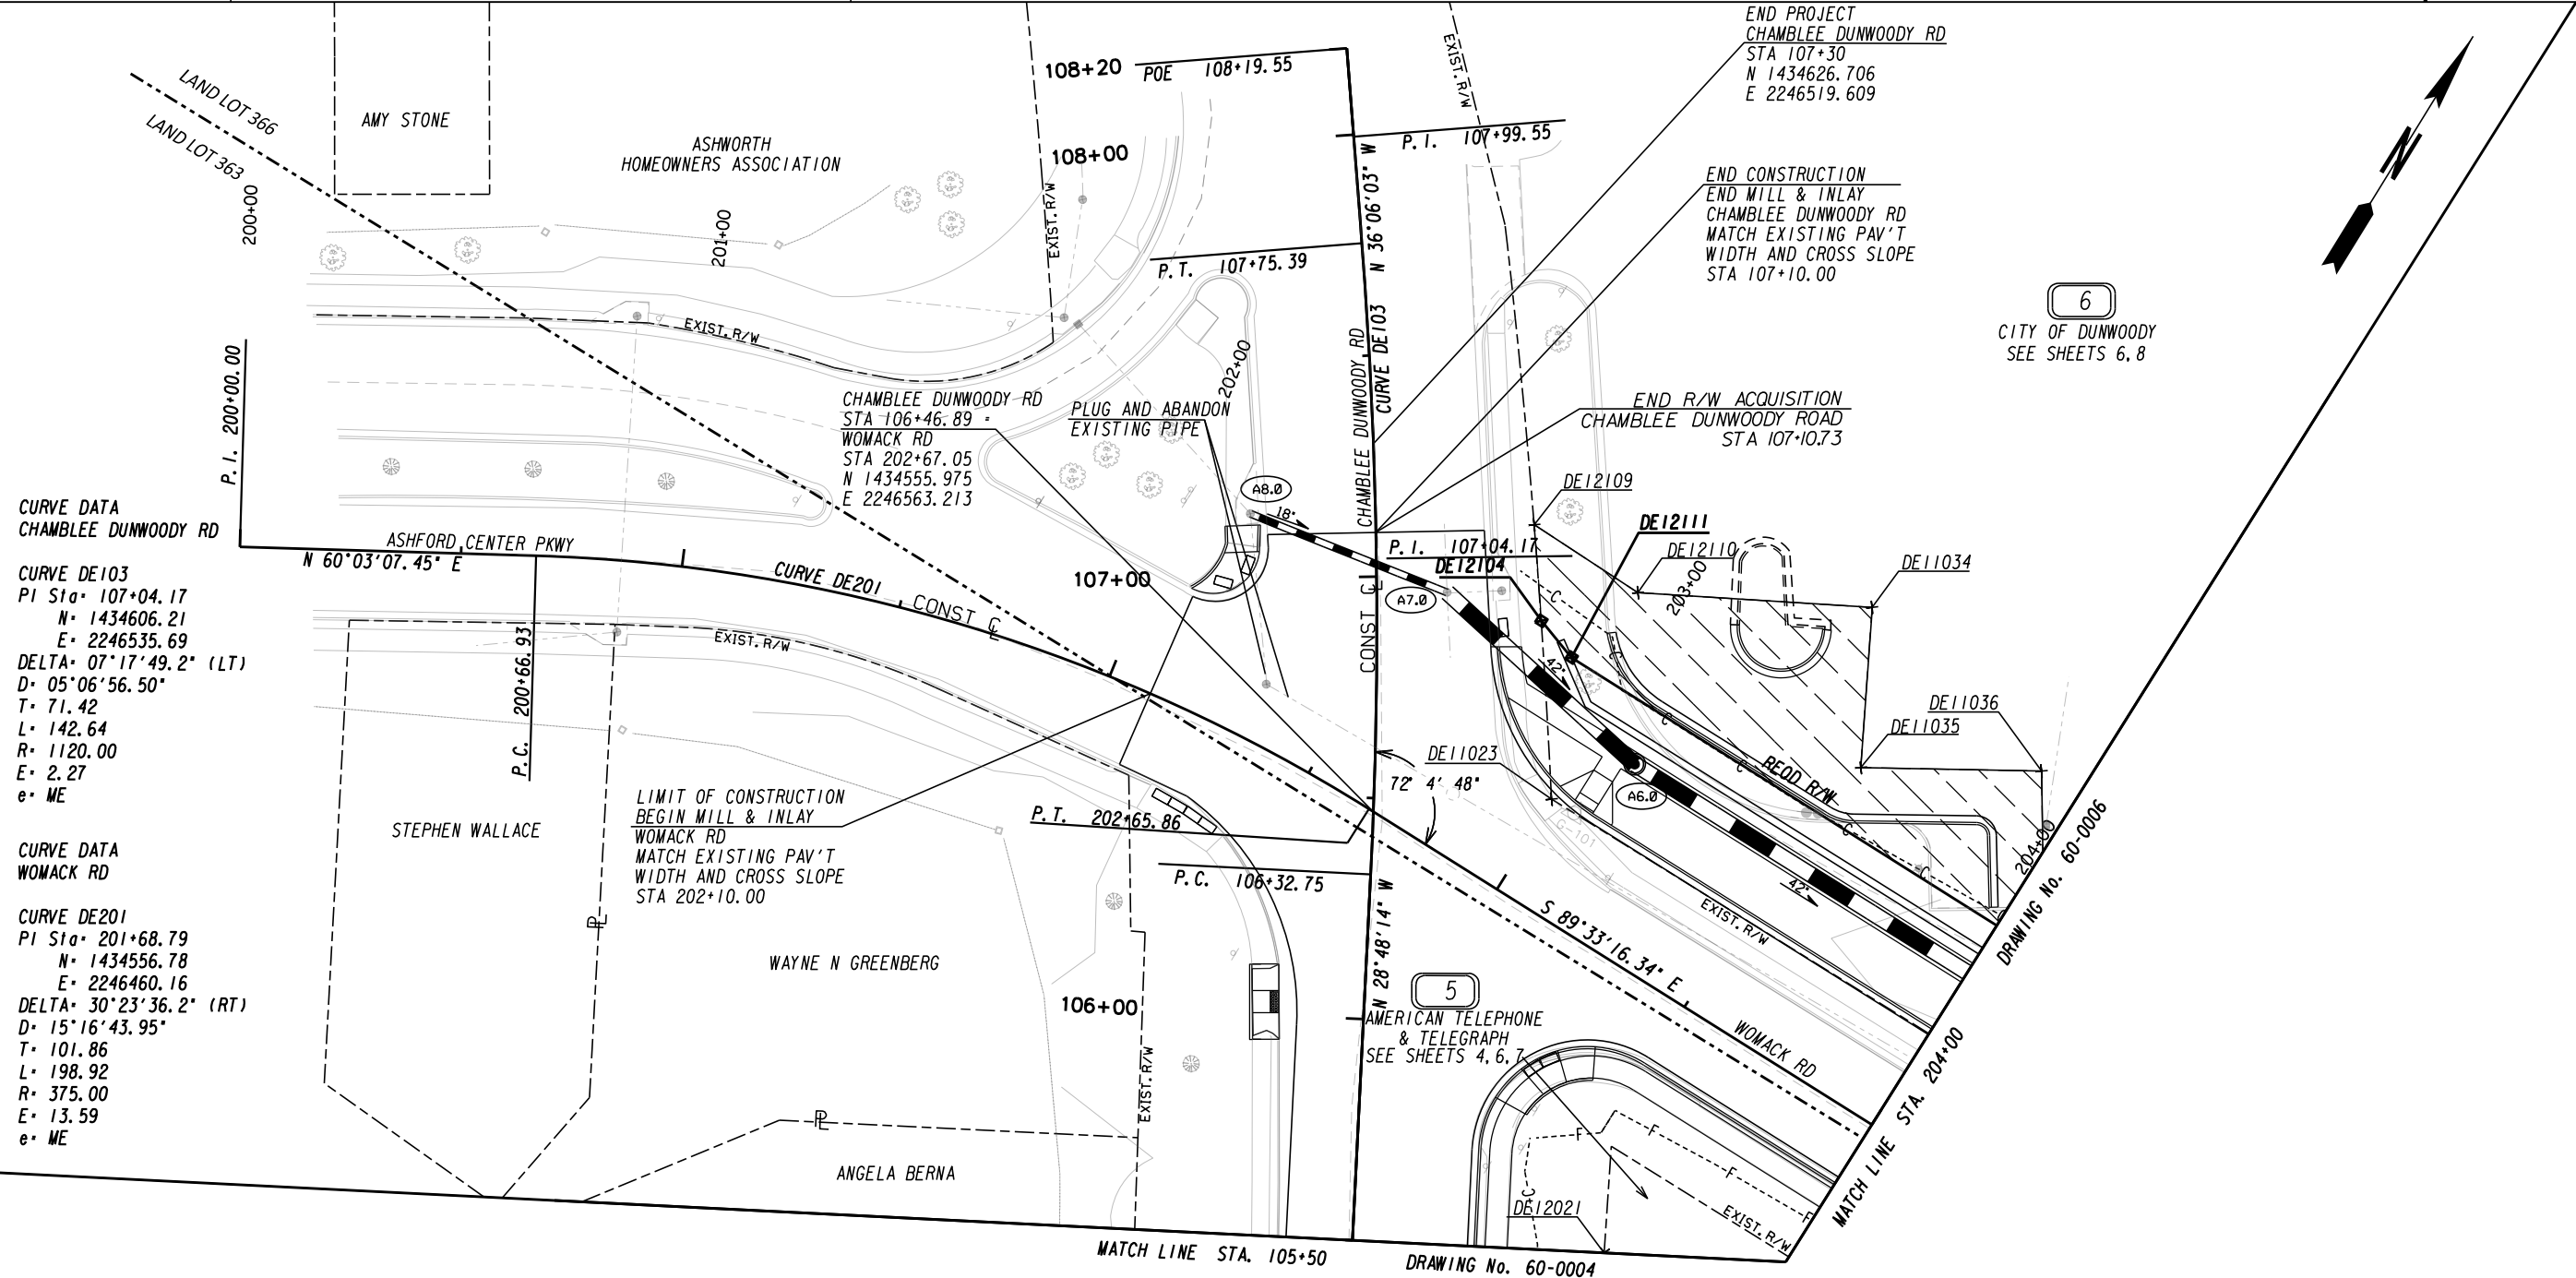 END PROJECT
CHAMBLEE DUNWOODY RD
STA 107+30
N 1434626.706
E 2246519.609
LAND LOT 366
LAND LOT 363
AMY STONE
ASHWORTH
HOMEOWNERS ASSOCIATION
108+20
POE 108+19.55
108+00
EXIST. R/W
EXIST. R/W
P.I. 107+99.55
N 36°06'03" W
END CONSTRUCTION
END MILL & INLAY
CHAMBLEE DUNWOODY RD
MATCH EXISTING PAV'T
WIDTH AND CROSS SLOPE
STA 107+10.00
N
200+00
201+00
P.T. 107+75.39
6
CITY OF DUNWOODY
SEE SHEETS 6,8
EXIST. R/W
P.I. 200+00.00
202+00
CHAMBLEE DUNWOODY RD
CURVE DE103
CHAMBLEE DUNWOODY RD
STA 106+46.89 =
WOMACK RD
STA 202+67.05
N 1434555.975
E 2246563.213
PLUG AND ABANDON
EXISTING PIPE
END R/W ACQUISITION
CHAMBLEE DUNWOODY ROAD
STA 107+10.73
A8.0
18"
DE12109
DE12111
DE12110
DE11034
CURVE DATA
CHAMBLEE DUNWOODY RD
CURVE DE103
PI Sta= 107+04.17
N= 1434606.21
E= 2246535.69
DELTA= 07°17'49.2" (LT)
D= 05°06'56.50"
T= 71.42
L= 142.64
R= 1120.00
E= 2.27
e= ME
ASHFORD CENTER PKWY
N 60°03'07.45" E
CURVE DE201
CONST ℄
107+00
P.I. 107+04.17
DE12104
A7.0
203+00
CONST ℄
C
C
42"
P.C. 200+66.93
EXIST. R/W
DE11036
DE11035
DE11023
72° 4' 48"
C
C
REQD R/W
A6.0
G-101
C
C
LIMIT OF CONSTRUCTION
BEGIN MILL & INLAY
WOMACK RD
MATCH EXISTING PAV'T
WIDTH AND CROSS SLOPE
STA 202+10.00
STEPHEN WALLACE
P.T. 202+65.86
P.C. 106+32.75
42"
204+00
DRAWING No. 60-0006
CURVE DATA
WOMACK RD
CURVE DE201
PI Sta= 201+68.79
N= 1434556.78
E= 2246460.16
DELTA= 30°23'36.2" (RT)
D= 15°16'43.95"
T= 101.86
L= 198.92
R= 375.00
E= 13.59
e= ME
PL
WAYNE N GREENBERG
106+00
N 28°48'14" W
S 89°33'16.34" E
EXIST. R/W
5
AMERICAN TELEPHONE
& TELEGRAPH
SEE SHEETS 4,6,7
WOMACK RD
EXIST. R/W
PL
ANGELA BERNA
F
F
F
F
C
DE12021
EXIST. R/W
MATCH LINE STA. 204+00
MATCH LINE STA. 105+50
DRAWING No. 60-0004